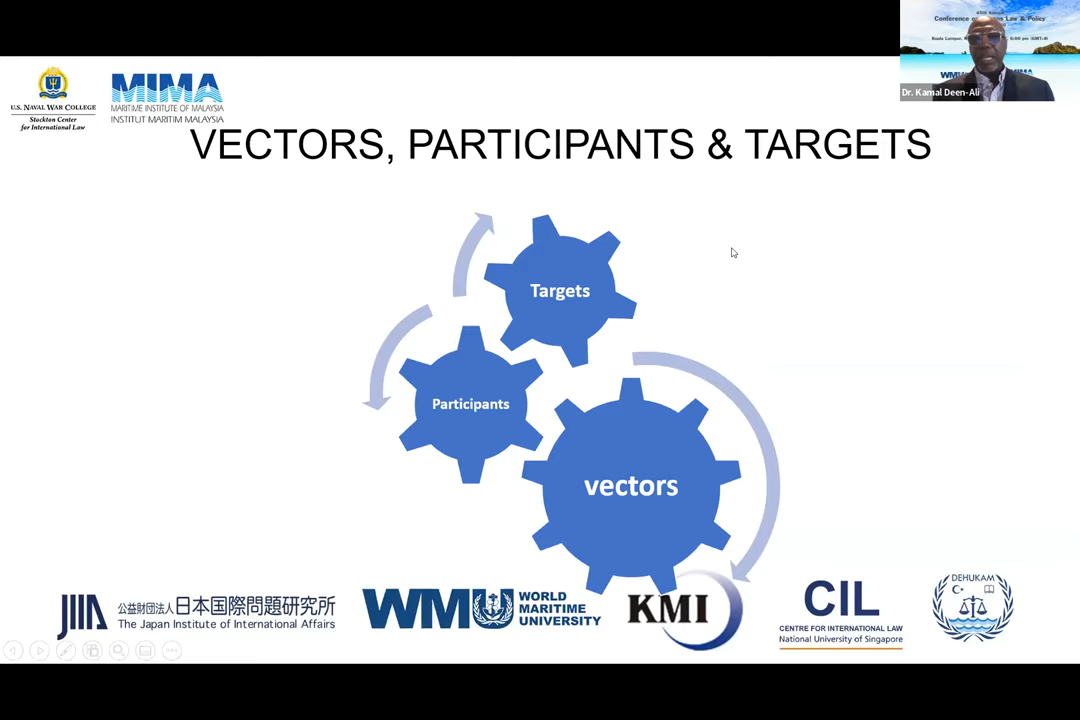 U.S. NAVAL WAR COLLEGE
Stockton Center
for International Law
MIMA
MARITIME INSTITUTE OF MALAYSIA
INSTITUT MARITIM MALAYSIA
Conference on Oceans Law & Policy
Dr. Kamal Deen-Ali
VECTORS, PARTICIPANTS & TARGETS
Targets
Participants
vectors
JIIA
公益財団法人日本国際問題研究所
The Japan Institute of International Affairs
WMU
WORLD
MARITIME
UNIVERSITY
KMI
CIL
CENTRE FOR INTERNATIONAL LAW
National University of Singapore
DEHUKAM